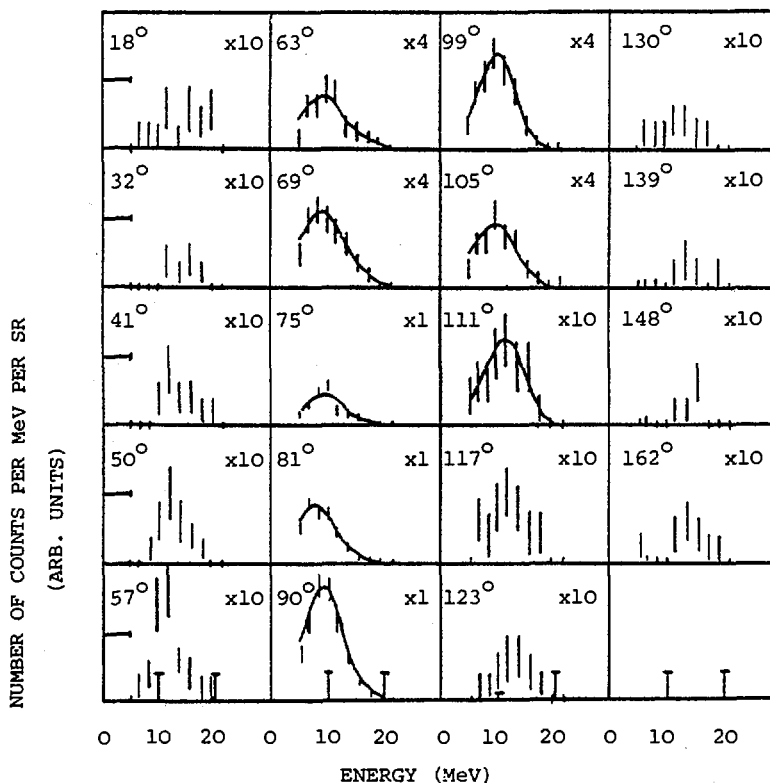 18° x10 63° x4 99° x4 130° x10
32° x10 69° x4 105° x4 139° x10
41° x10 75° x1 111° x10 148° x10
50° x10 81° x1 117° x10 162° x10
57° x10 90° x1 123° x10
0 10 20 0 10 20 0 10 20 0 10 20
ENERGY (MeV)
NUMBER OF COUNTS PER MeV PER SR
(ARB. UNITS)